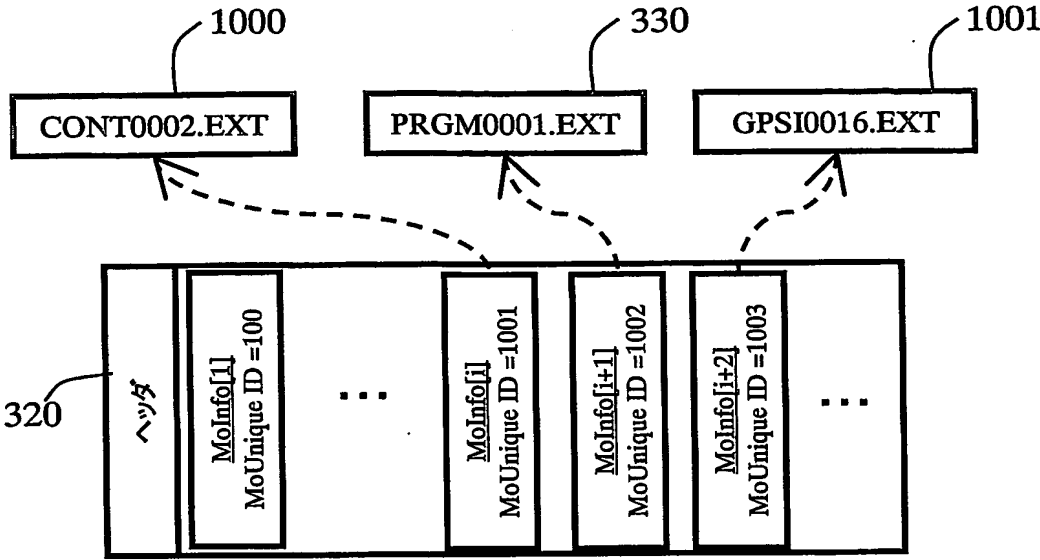 1000
330
1001
CONT0002.EXT
PRGM0001.EXT
GPSI0016.EXT
320
ヘッダ
MoInfo[1]
MoUnique ID =100
...
MoInfo[i]
MoUnique ID =1001
MoInfo[i+1]
MoUnique ID =1002
MoInfo[i+2]
MoUnique ID =1003
...